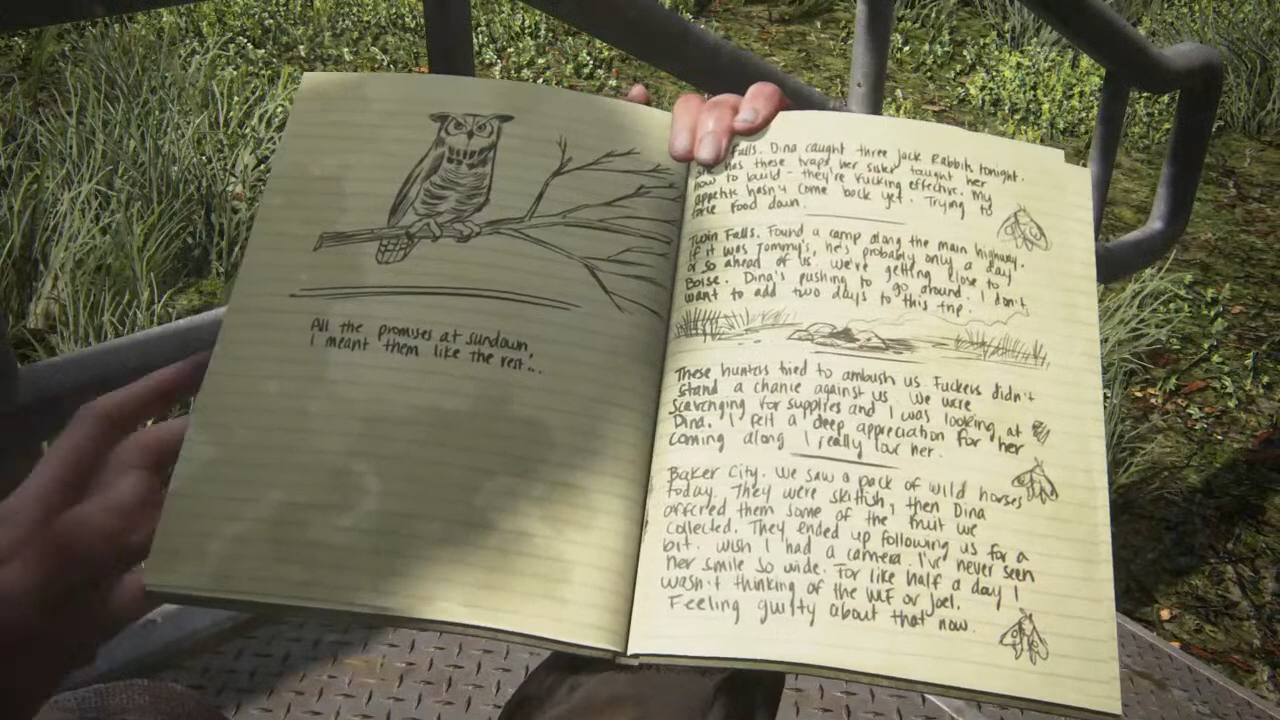 All the promises at sundown
I meant them like the rest...
Falls. Dina caught three jack Rabbit tonight.
She has these traps her sister taught her
how to build - they're fucking effective. My
appetite hasn't come back yet. Trying to
force food down.
Twin Falls. Found a camp along the main highway.
If it was Tommy's, he's probably only a day
or so ahead of us. We're getting close to
Boise. Dina's pushing to go around. I don't
want to add two days to this trip.
These hunters tried to ambush us. Fuckers didn't
stand a chance against us. We were
scavenging for supplies and I was looking at
Dina. I felt a deep appreciation for her
coming along I really love her.
Baker City. We saw a pack of wild horses
today. They were skittish, then Dina
offered them some of the fruit we
collected. They ended up following us for a
bit. Wish I had a camera. I've never seen
her smile so wide. For like half a day I
wasn't thinking of the WLF or Joel.
Feeling guilty about that now.